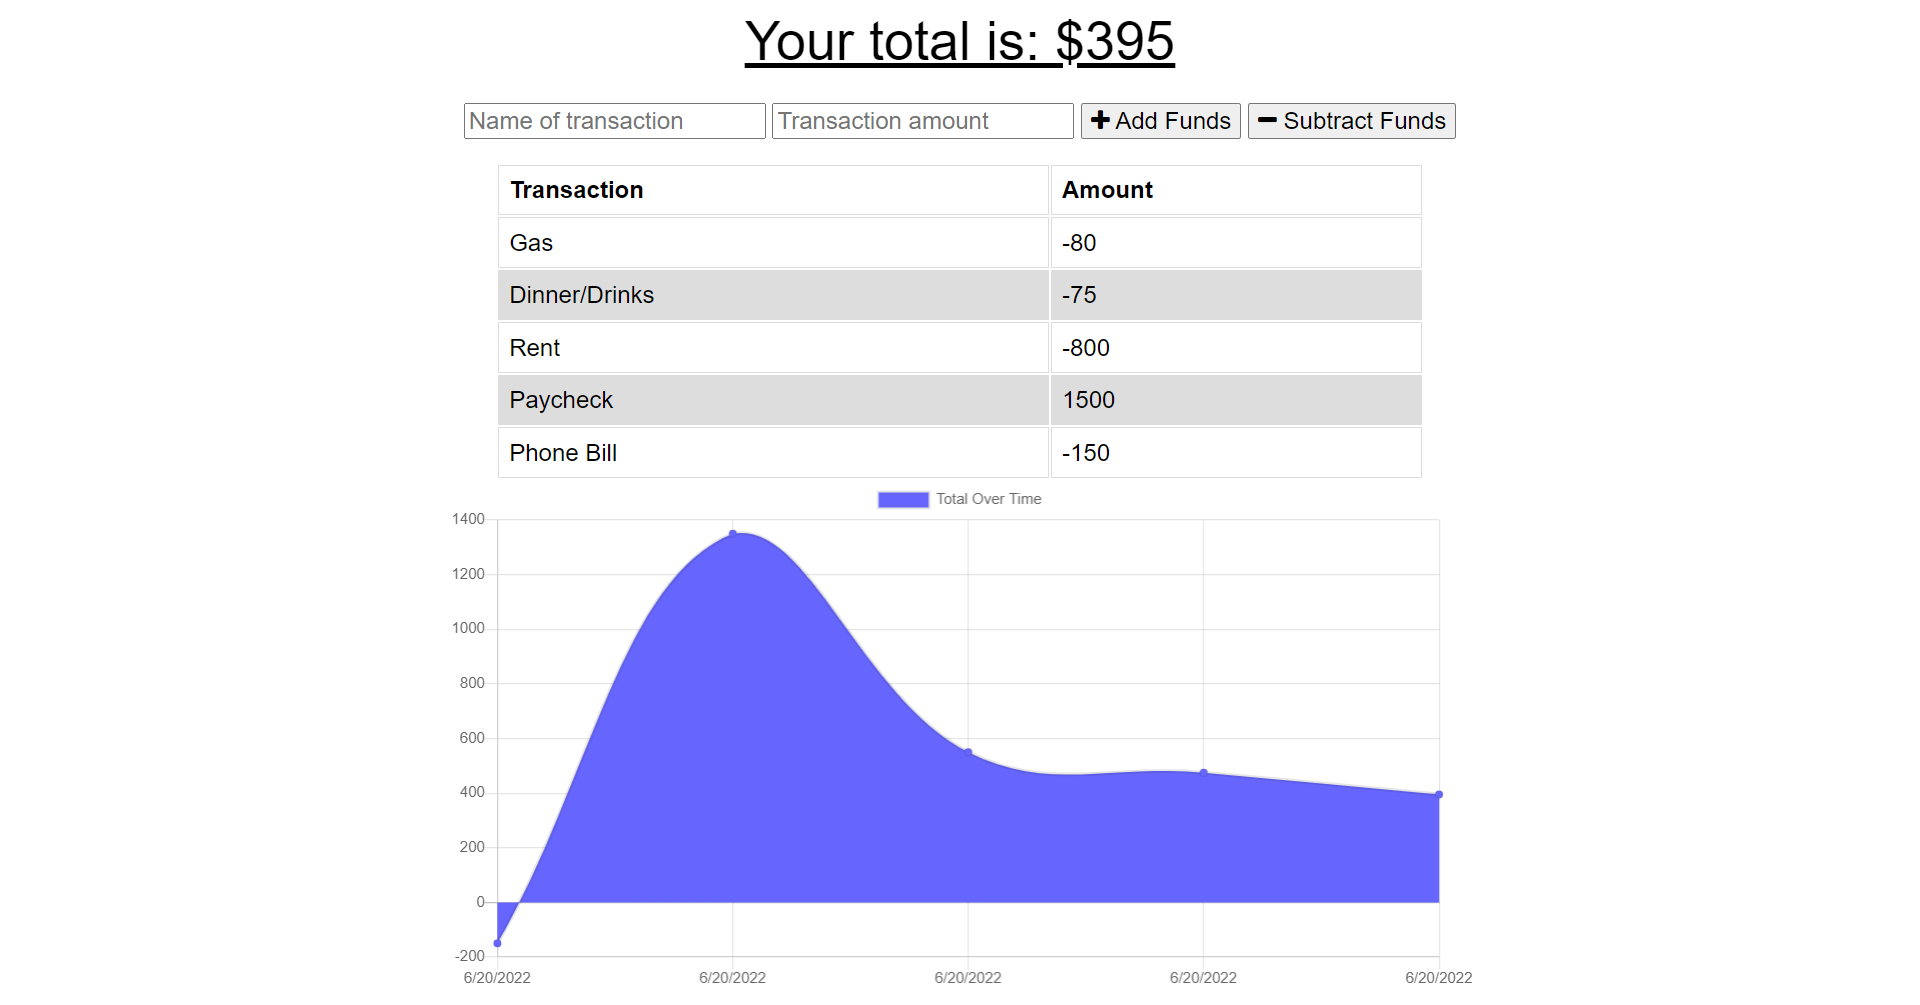 Your total is: $395
Name of transaction Transaction amount Add Funds Subtract Funds
Transaction Amount
Gas -80
Dinner/Drinks -75
Rent -800
Paycheck 1500
Phone Bill -150
Total Over Time
1400
1200
1000
800
600
400
200
0
-200
6/20/2022 6/20/2022 6/20/2022 6/20/2022 6/20/2022